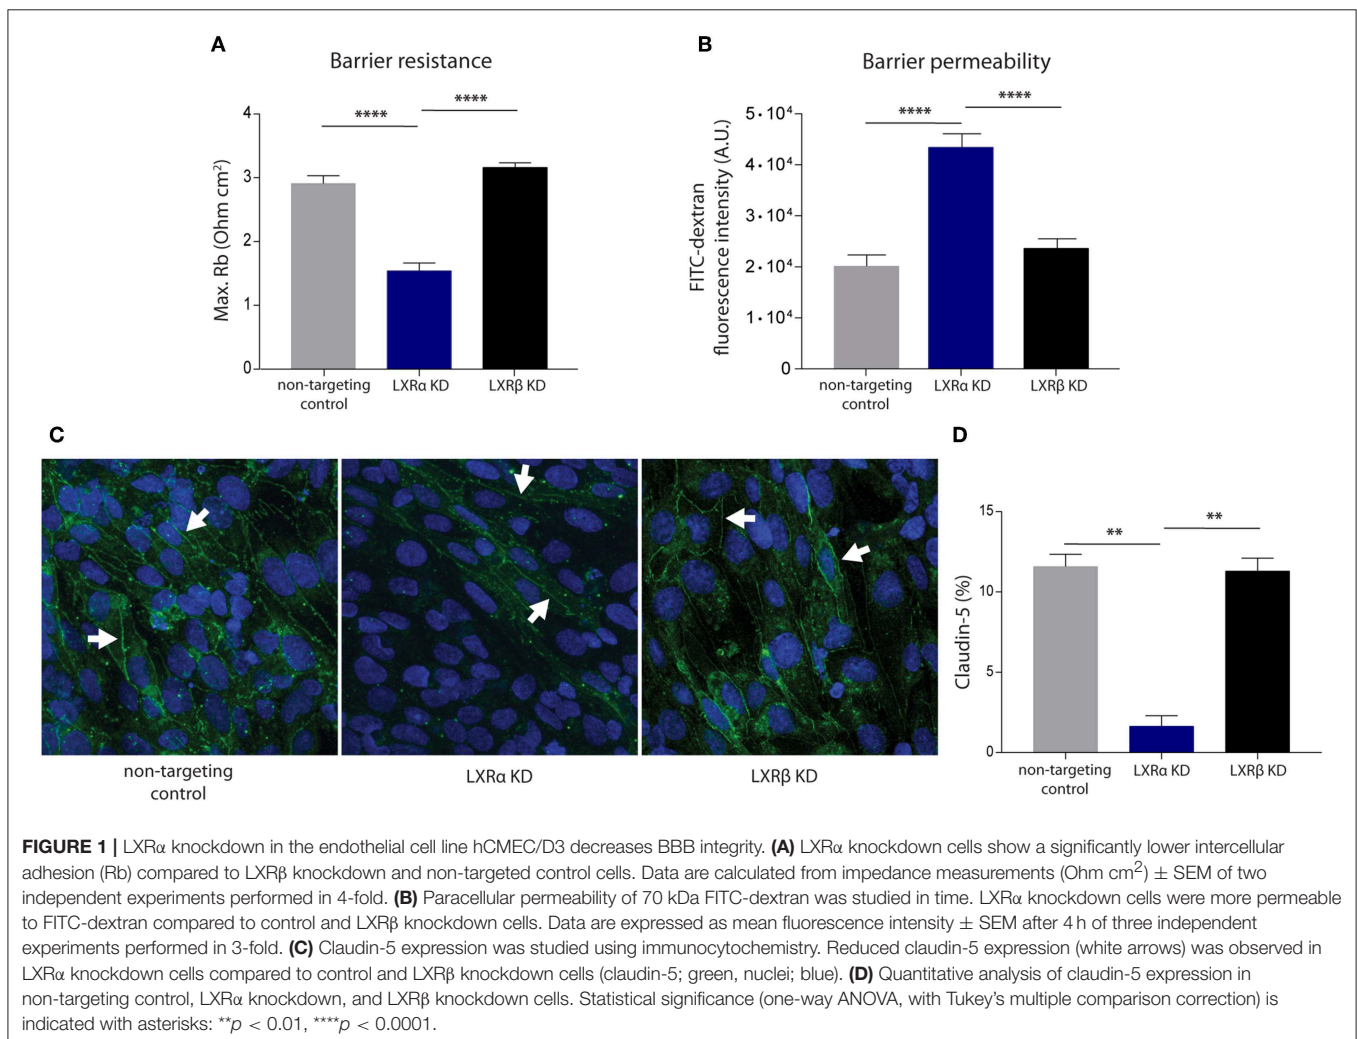 A
Barrier resistance
****
****
4
3
2
1
0
Max. Rb (Ohm cm²)
non-targeting
control
LXRα KD
LXRβ KD
B
Barrier permeability
****
****
5•10⁴
4•10⁴
3•10⁴
2•10⁴
1•10⁴
0
FITC-dextran
fluorescence intensity (A.U.)
non-targeting
control
LXRα KD
LXRβ KD
C
non-targeting
control
LXRα KD
LXRβ KD
D
**
**
15
10
5
0
Claudin-5 (%)
non-targeting
control
LXRα KD
LXRβ KD
FIGURE 1 | LXRα knockdown in the endothelial cell line hCMEC/D3 decreases BBB integrity. (A) LXRα knockdown cells show a significantly lower intercellular
adhesion (Rb) compared to LXRβ knockdown and non-targeted control cells. Data are calculated from impedance measurements (Ohm cm²) ± SEM of two
independent experiments performed in 4-fold. (B) Paracellular permeability of 70 kDa FITC-dextran was studied in time. LXRα knockdown cells were more permeable
to FITC-dextran compared to control and LXRβ knockdown cells. Data are expressed as mean fluorescence intensity ± SEM after 4 h of three independent
experiments performed in 3-fold. (C) Claudin-5 expression was studied using immunocytochemistry. Reduced claudin-5 expression (white arrows) was observed in
LXRα knockdown cells compared to control and LXRβ knockdown cells (claudin-5; green, nuclei; blue). (D) Quantitative analysis of claudin-5 expression in
non-targeting control, LXRα knockdown, and LXRβ knockdown cells. Statistical significance (one-way ANOVA, with Tukey's multiple comparison correction) is
indicated with asterisks: **p < 0.01, ****p < 0.0001.